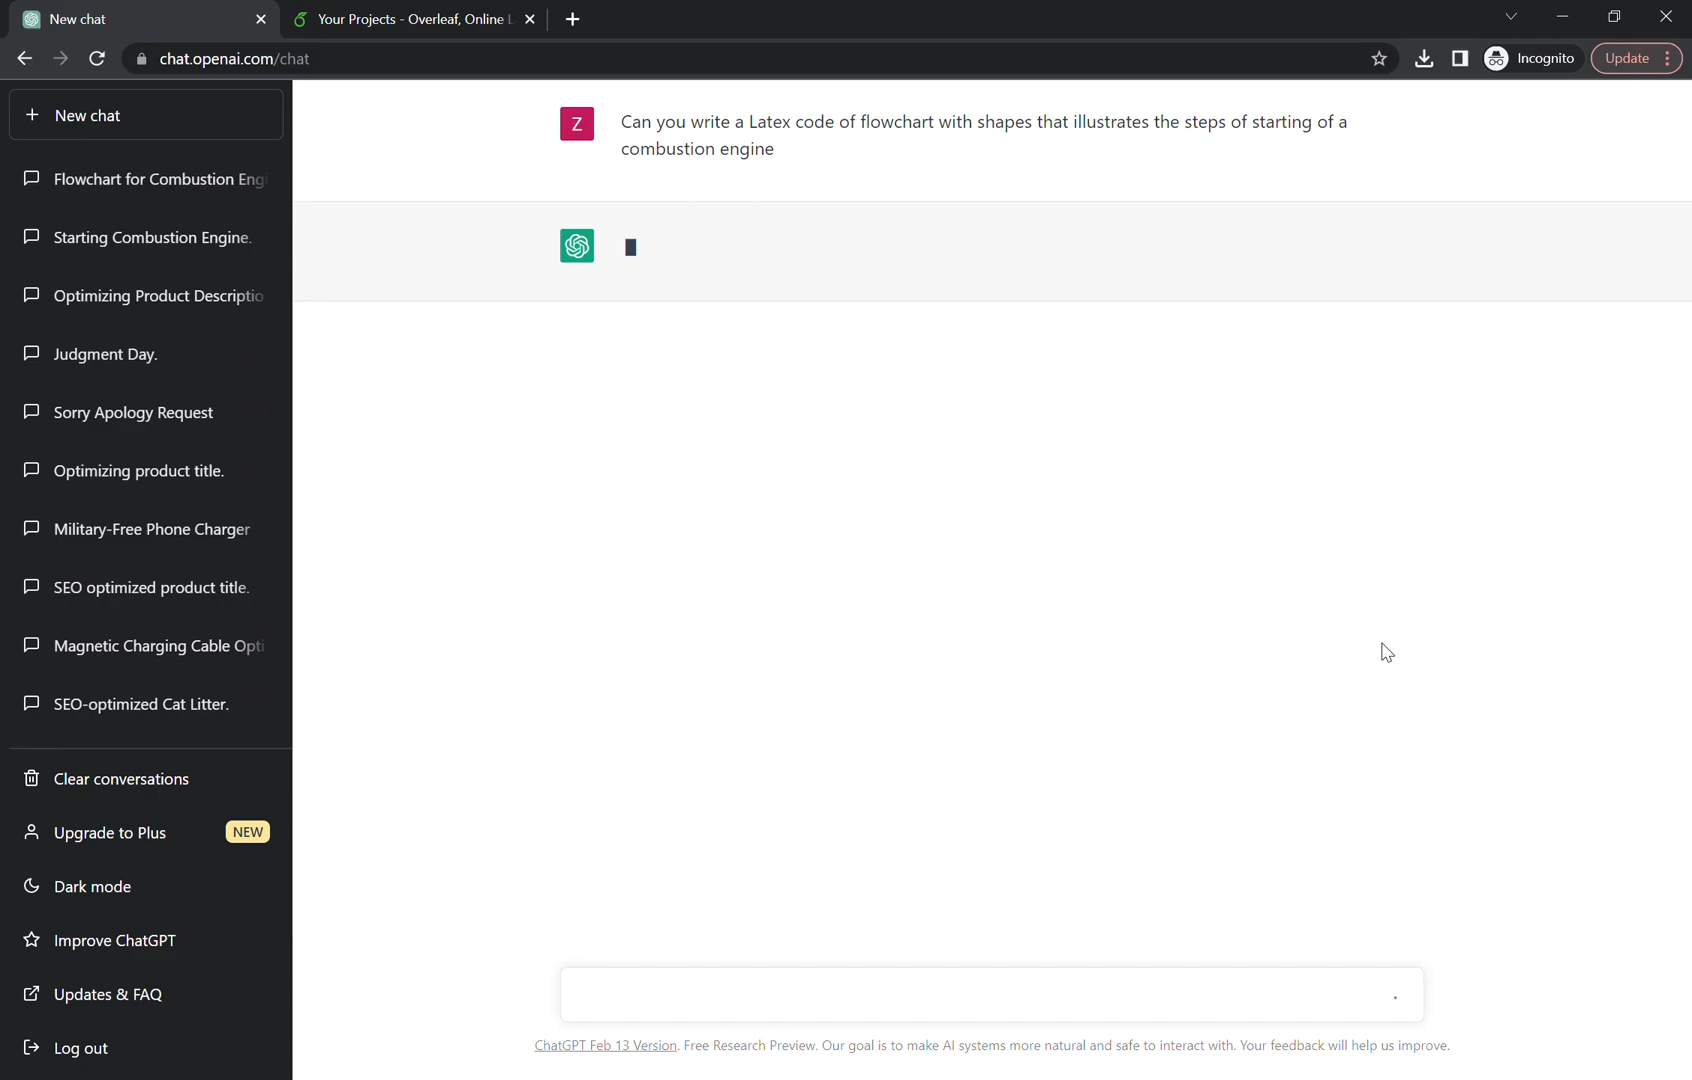 New chat
Your Projects - Overleaf, Online L
chat.openai.com/chat
Incognito
Update
New chat
Flowchart for Combustion Engi
Starting Combustion Engine.
Optimizing Product Descriptio
Judgment Day.
Sorry Apology Request
Optimizing product title.
Military-Free Phone Charger
SEO optimized product title.
Magnetic Charging Cable Opti
SEO-optimized Cat Litter.
Clear conversations
Upgrade to Plus NEW
Dark mode
Improve ChatGPT
Updates & FAQ
Log out
Z
Can you write a Latex code of flowchart with shapes that illustrates the steps of starting of a
combustion engine
ChatGPT Feb 13 Version. Free Research Preview. Our goal is to make AI systems more natural and safe to interact with. Your feedback will help us improve.